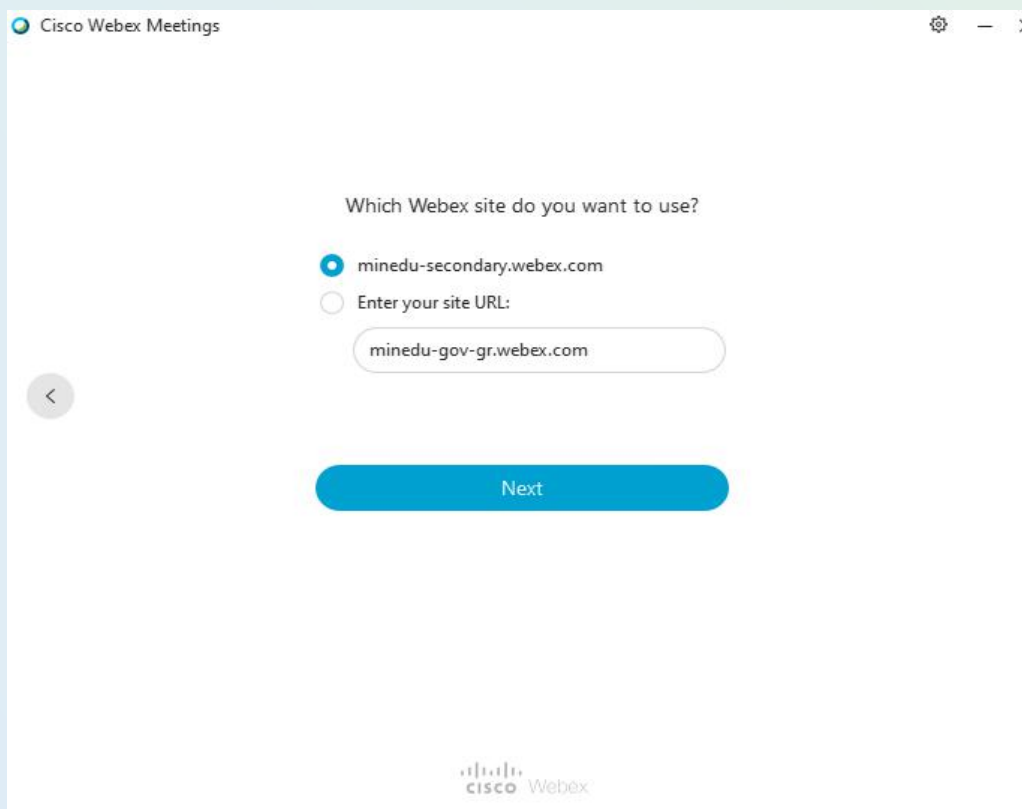 Cisco Webex Meetings
Which Webex site do you want to use?
minedu-secondary.webex.com
Enter your site URL:
minedu-gov-gr.webex.com
Next
CISCO Webex